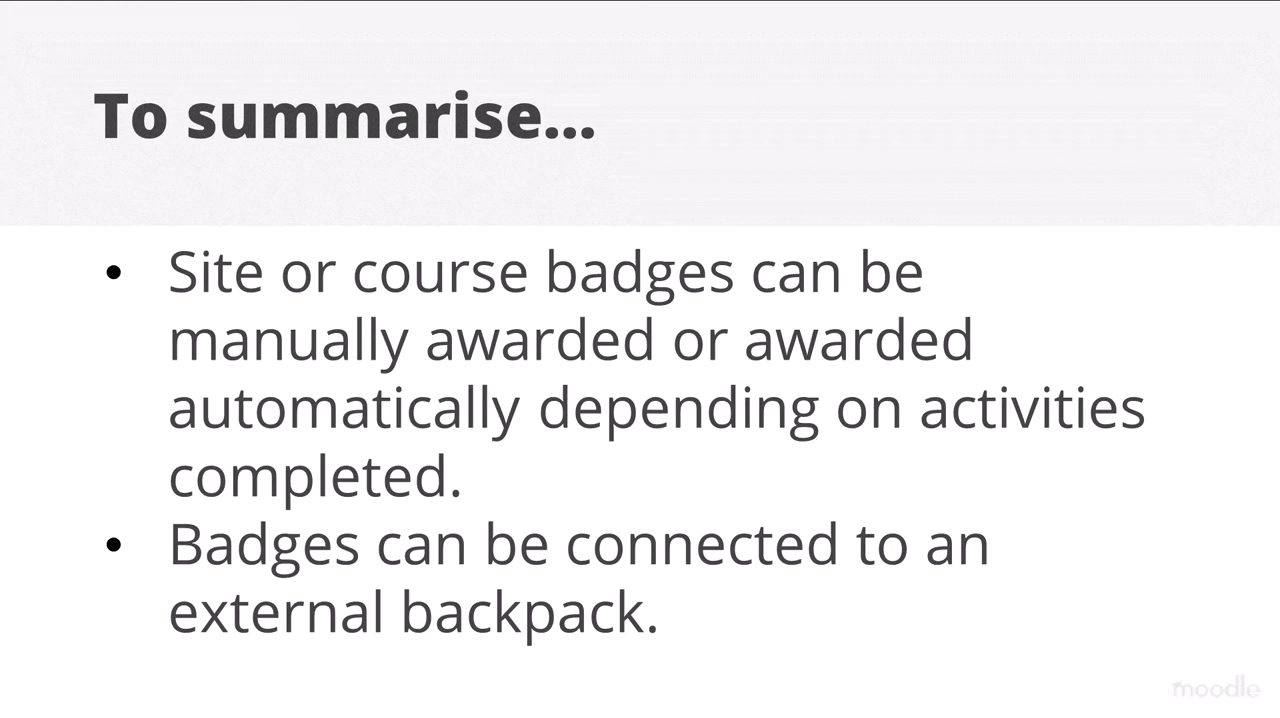 To summarise...
• Site or course badges can be
manually awarded or awarded
automatically depending on activities
completed.
• Badges can be connected to an
external backpack.
moodle